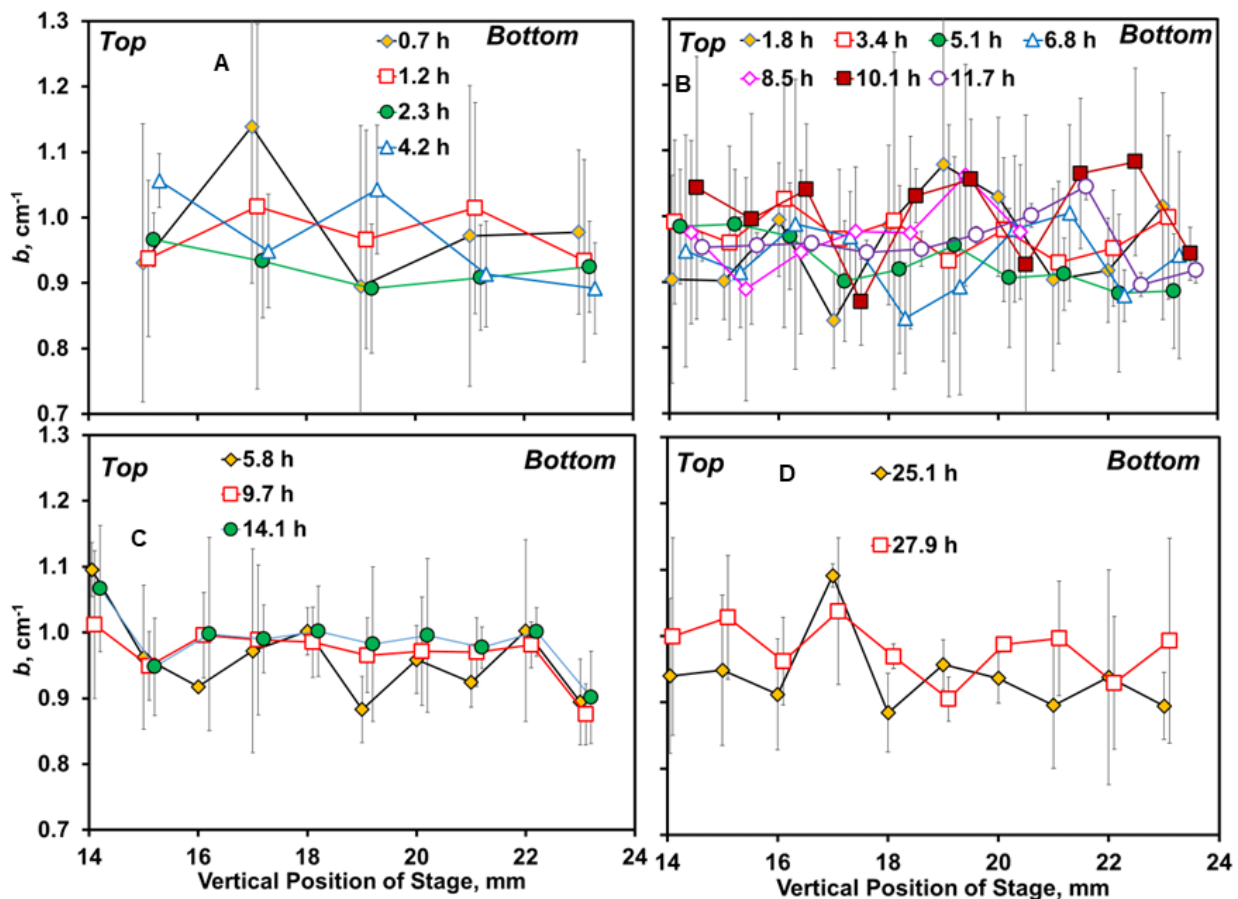 1.3
1.2
1.1
1.0
0.9
0.8
0.7
b, cm-1
Top
A
Bottom
0.7 h
1.2 h
2.3 h
4.2 h
Top
B
Bottom
1.8 h 3.4 h 5.1 h 6.8 h
8.5 h 10.1 h 11.7 h
1.3
1.2
1.1
1.0
0.9
0.8
0.7
b, cm-1
Top
C
Bottom
5.8 h
9.7 h
14.1 h
14 16 18 20 22 24
Vertical Position of Stage, mm
Top
D
Bottom
25.1 h
27.9 h
14 16 18 20 22 24
Vertical Position of Stage, mm